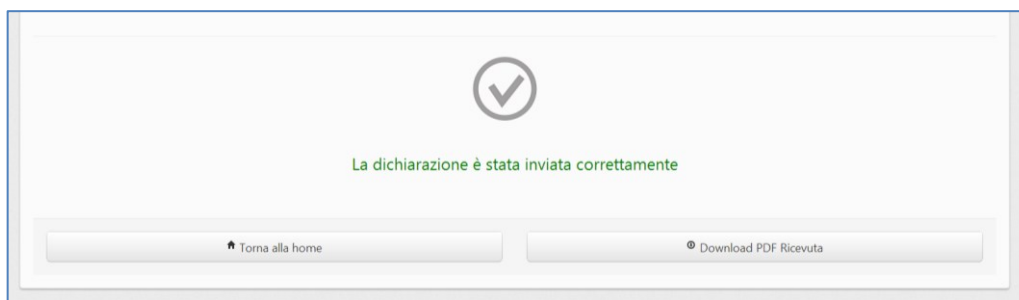 La dichiarazione è stata inviata correttamente
Torna alla home
Download PDF Ricevuta